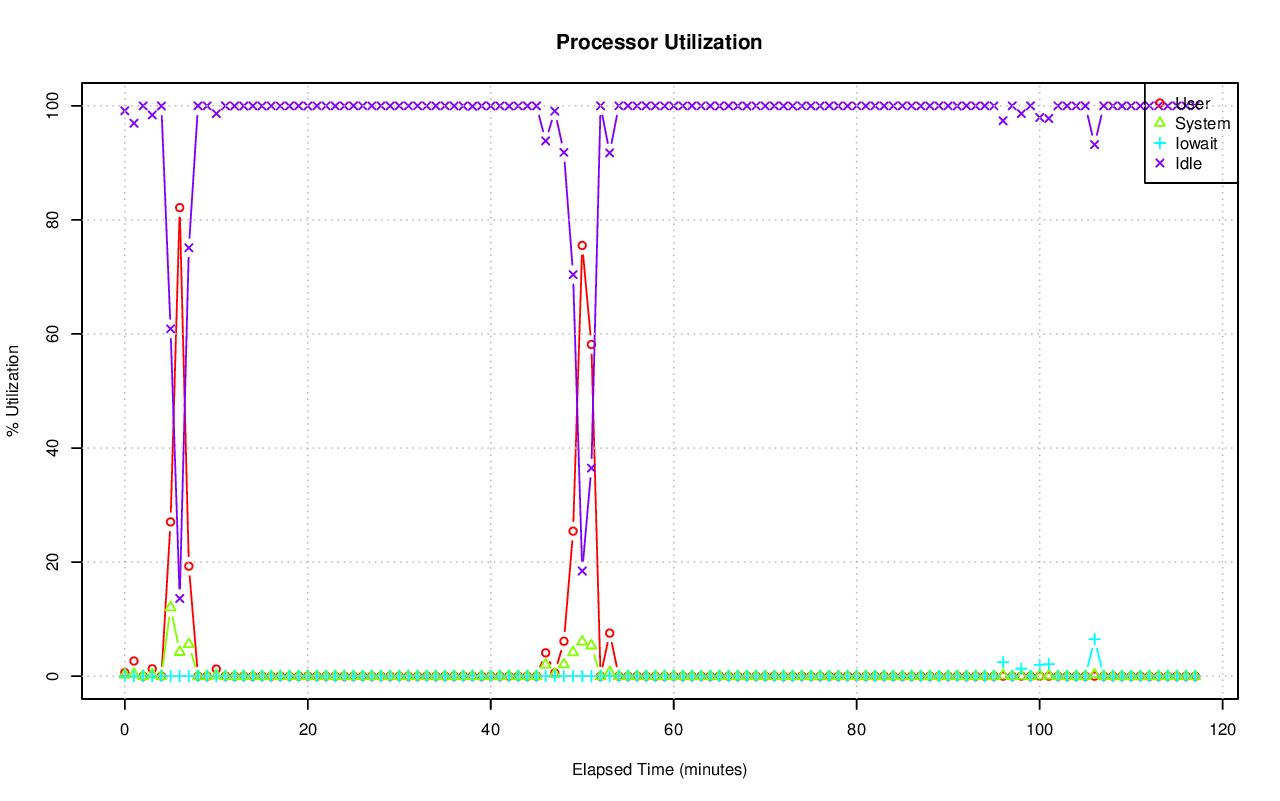 Processor Utilization
100
80
60
40
20
0
% Utilization
User
System
Iowait
Idle
0 20 40 60 80 100 120
Elapsed Time (minutes)